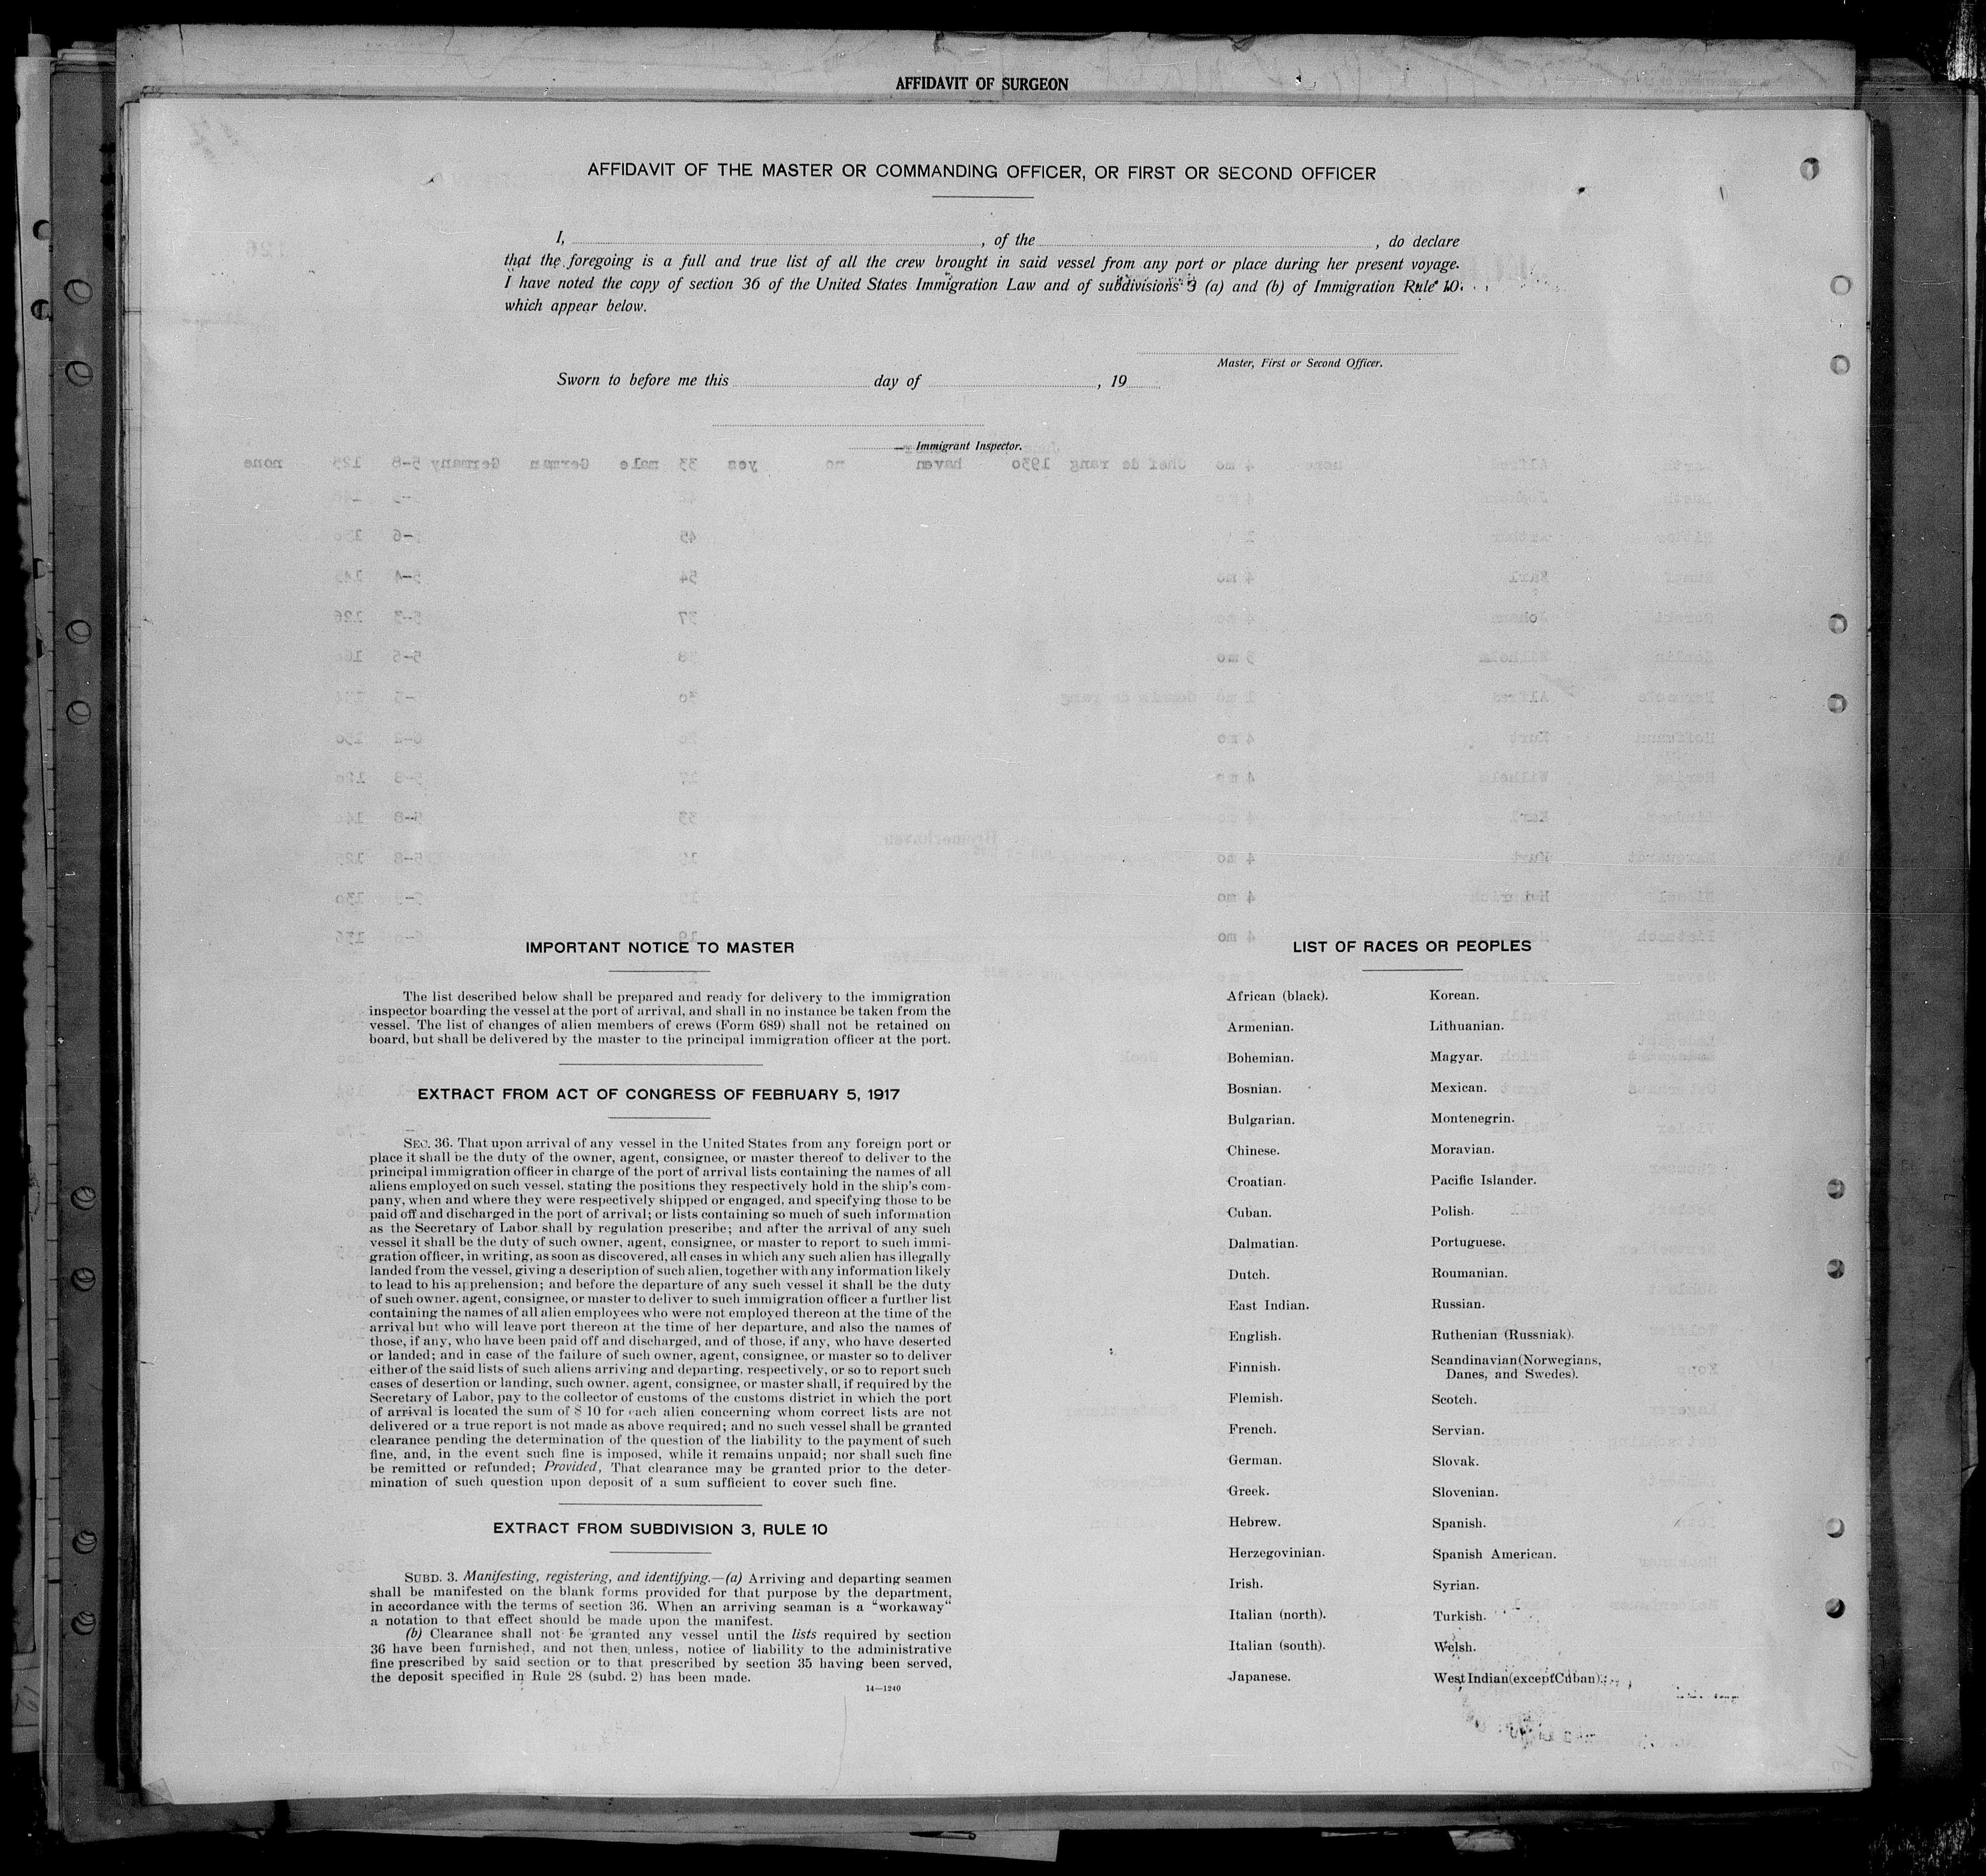 AFFIDAVIT OF SURGEON
AFFIDAVIT OF THE MASTER OR COMMANDING OFFICER, OR FIRST OR SECOND OFFICER
I, , of the , do declare
that the foregoing is a full and true list of all the crew brought in said vessel from any port or place during her present voyage.
I have noted the copy of section 36 of the United States Immigration Law and of subdivisions 3 (a) and (b) of Immigration Rule 10.
which appear below.
Master, First or Second Officer.
Sworn to before me this day of , 19
Immigrant Inspector.
IMPORTANT NOTICE TO MASTER
The list described below shall be prepared and ready for delivery to the immigration
inspector boarding the vessel at the port of arrival, and shall in no instance be taken from the
vessel. The list of changes of alien members of crews (Form 689) shall not be retained on
board, but shall be delivered by the master to the principal immigration officer at the port.
EXTRACT FROM ACT OF CONGRESS OF FEBRUARY 5, 1917
SEC. 36. That upon arrival of any vessel in the United States from any foreign port or
place it shall be the duty of the owner, agent, consignee, or master thereof to deliver to the
principal immigration officer in charge of the port of arrival lists containing the names of all
aliens employed on such vessel, stating the positions they respectively hold in the ship's com-
pany, when and where they were respectively shipped or engaged, and specifying those to be
paid off and discharged in the port of arrival; or lists containing so much of such information
as the Secretary of Labor shall by regulation prescribe; and after the arrival of any such
vessel it shall be the duty of such owner, agent, consignee, or master to report to such immi-
gration officer, in writing, as soon as discovered, all cases in which any such alien has illegally
landed from the vessel, giving a description of such alien, together with any information likely
to lead to his apprehension; and before the departure of any such vessel it shall be the duty
of such owner, agent, consignee, or master to deliver to such immigration officer a further list
containing the names of all alien employees who were not employed thereon at the time of the
arrival but who will leave port thereon at the time of her departure, and also the names of
those, if any, who have been paid off and discharged, and of those, if any, who have deserted
or landed; and in case of the failure of such owner, agent, consignee, or master so to deliver
either of the said lists of such aliens arriving and departing, respectively, or so to report such
cases of desertion or landing, such owner, agent, consignee, or master shall, if required by the
Secretary of Labor, pay to the collector of customs of the customs district in which the port
of arrival is located the sum of $ 10 for each alien concerning whom correct lists are not
delivered or a true report is not made as above required; and no such vessel shall be granted
clearance pending the determination of the question of the liability to the payment of such
fine, and, in the event such fine is imposed, while it remains unpaid; nor shall such fine
be remitted or refunded; Provided, That clearance may be granted prior to the deter-
mination of such question upon deposit of a sum sufficient to cover such fine.
EXTRACT FROM SUBDIVISION 3, RULE 10
SUBD. 3. Manifesting, registering, and identifying.—(a) Arriving and departing seamen
shall be manifested on the blank forms provided for that purpose by the department,
in accordance with the terms of section 36. When an arriving seaman is a "workaway"
a notation to that effect should be made upon the manifest.
(b) Clearance shall not be granted any vessel until the lists required by section
36 have been furnished, and not then unless, notice of liability to the administrative
fine prescribed by said section or to that prescribed by section 35 having been served,
the deposit specified in Rule 28 (subd. 2) has been made.
14—1240
LIST OF RACES OR PEOPLES
African (black).
Armenian.
Bohemian.
Bosnian.
Bulgarian.
Chinese.
Croatian.
Cuban.
Dalmatian.
Dutch.
East Indian.
English.
Finnish.
Flemish.
French.
German.
Greek.
Hebrew.
Herzegovinian.
Irish.
Italian (north).
Italian (south).
Japanese.
Korean.
Lithuanian.
Magyar.
Mexican.
Montenegrin.
Moravian.
Pacific Islander.
Polish.
Portuguese.
Roumanian.
Russian.
Ruthenian (Russniak).
Scandinavian (Norwegians,
Danes, and Swedes).
Scotch.
Servian.
Slovak.
Slovenian.
Spanish.
Spanish American.
Syrian.
Turkish.
Welsh.
West Indian (except Cuban).